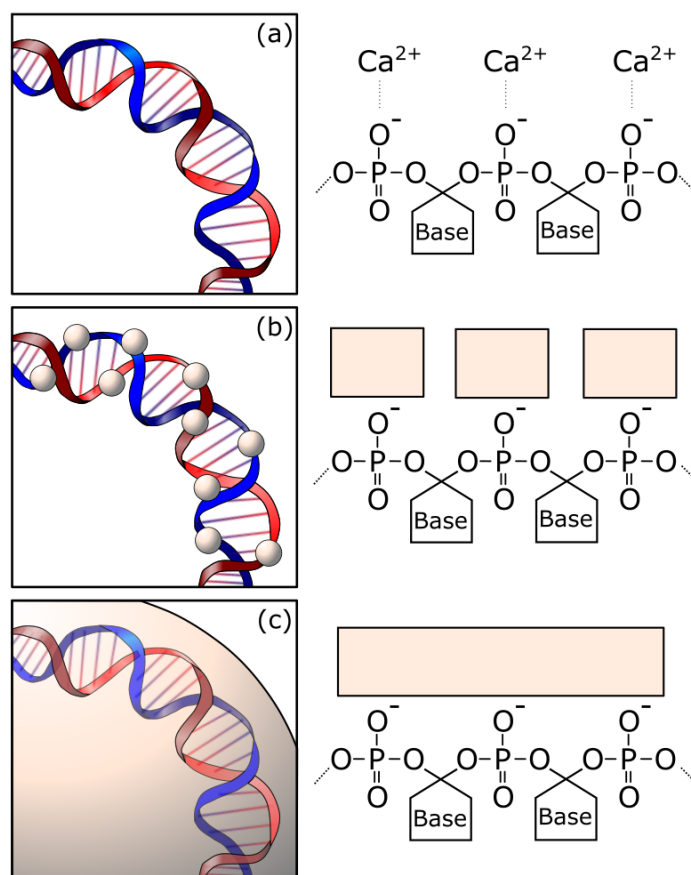 (a)
Ca²⁺ Ca²⁺ Ca²⁺
O⁻ O⁻ O⁻
O P O O P O O P O
O O O
Base Base
(b)
O⁻ O⁻ O⁻
O P O O P O O P O
O O O
Base Base
(c)
O⁻ O⁻ O⁻
O P O O P O O P O
O O O
Base Base